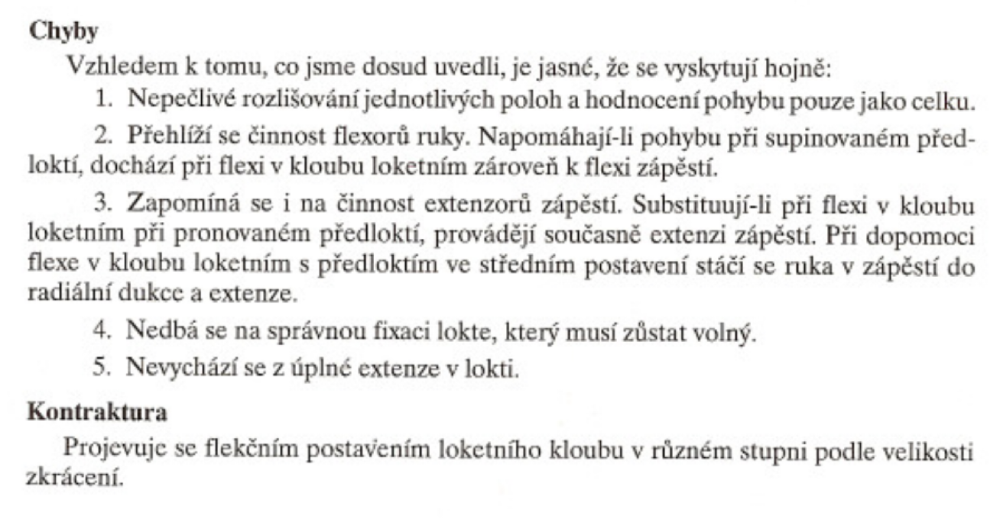 Chyby
Vzhledem k tomu, co jsme dosud uvedli, je jasné, že se vyskytují hojně:
1. Nepečlivé rozlišování jednotlivých poloh a hodnocení pohybu pouze jako celku.
2. Přehlíží se činnost flexorů ruky. Napomáhají-li pohybu při supinovaném před-
loktí, dochází při flexi v kloubu loketním zároveň k flexi zápěstí.
3. Zapomíná se i na činnost extenzorů zápěstí. Substituují-li při flexi v kloubu
loketním při pronovaném předloktí, provádějí současně extenzi zápěstí. Při dopomoci
flexe v kloubu loketním s předloktím ve středním postavení stáčí se ruka v zápěstí do
radiální dukce a extenze.
4. Nedbá se na správnou fixaci lokte, který musí zůstat volný.
5. Nevychází se z úplné extenze v lokti.
Kontraktura
Projevuje se flekčním postavením loketního kloubu v různém stupni podle velikosti
zkrácení.